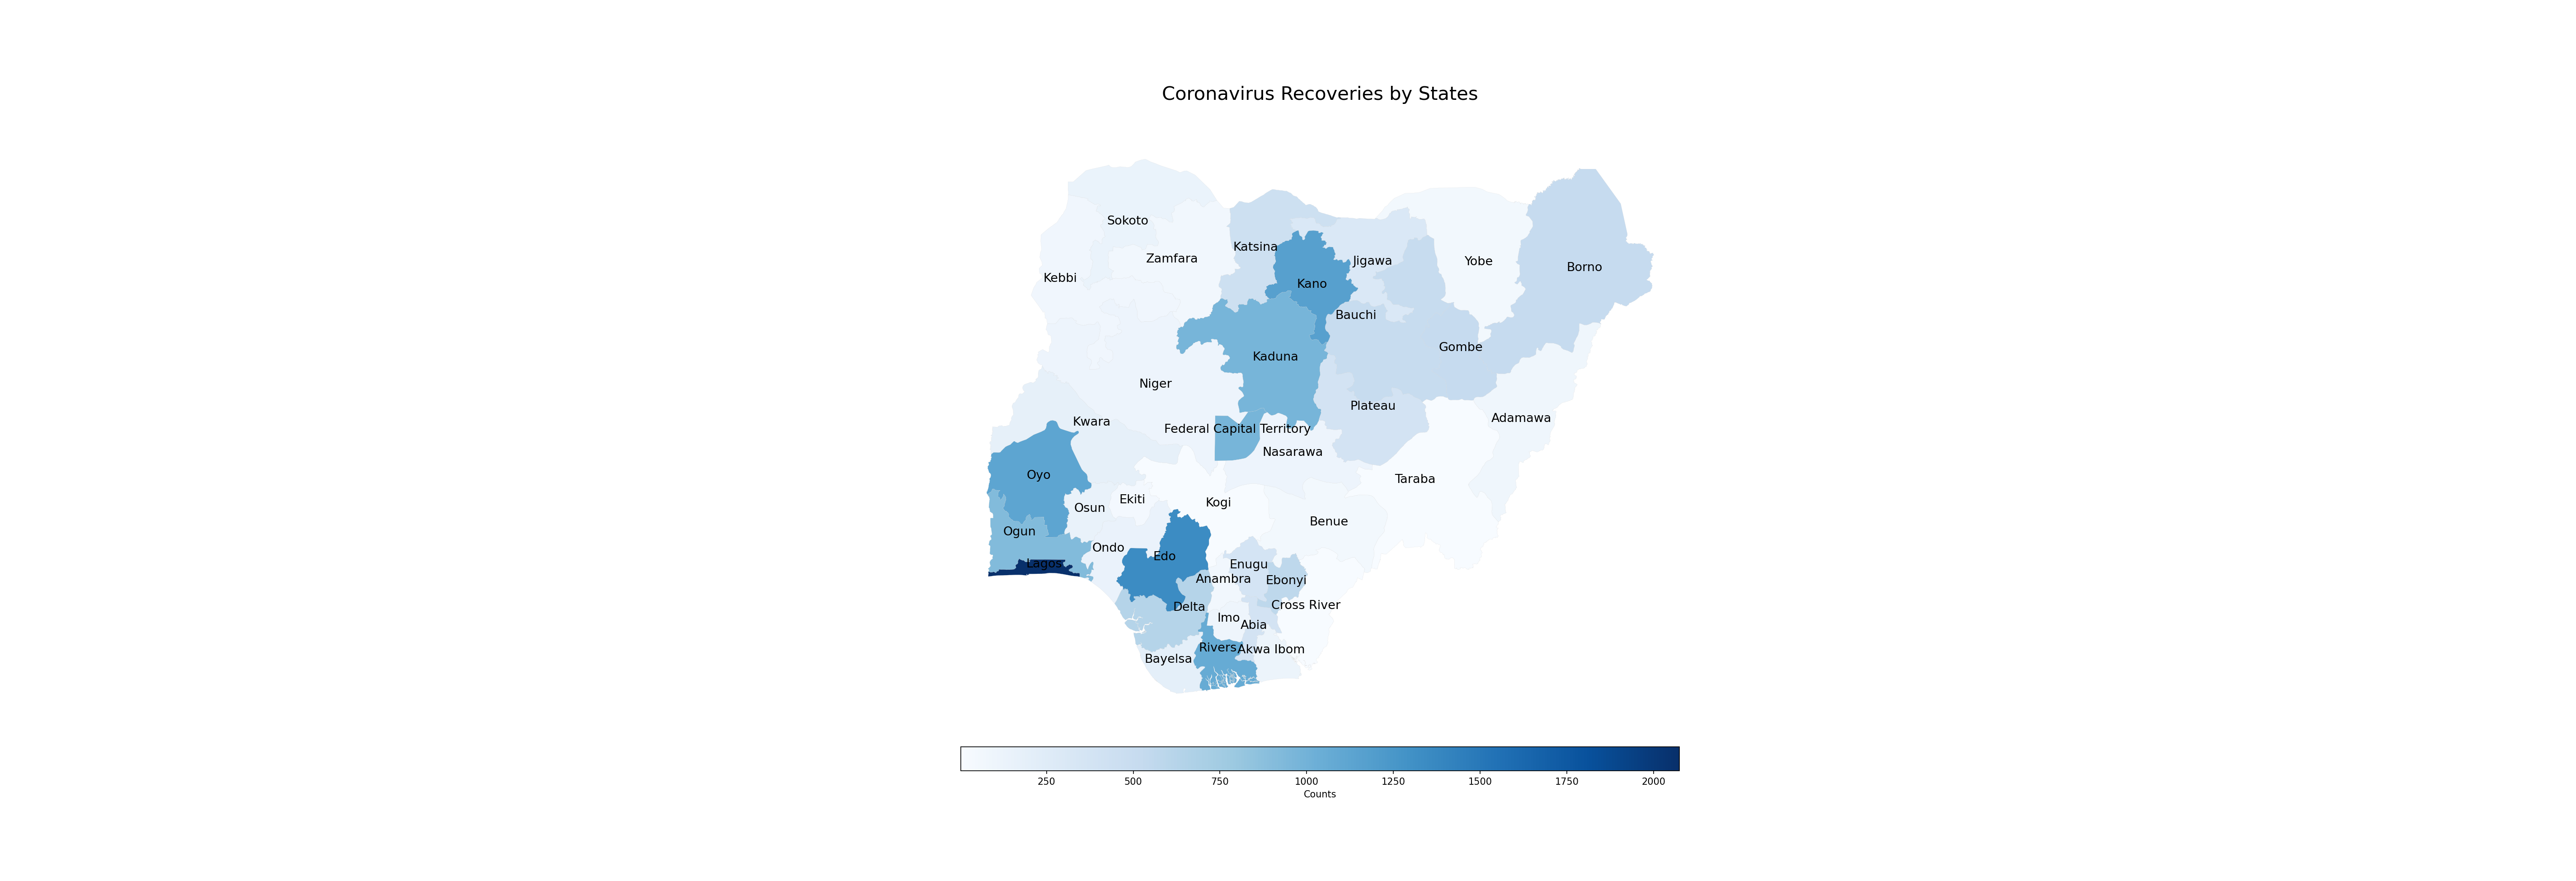 Coronavirus Recoveries by States
Sokoto
Katsina
Zamfara
Jigawa
Yobe
Borno
Kebbi
Kano
Bauchi
Gombe
Kaduna
Niger
Plateau
Adamawa
Kwara
Federal Capital Territory
Nasarawa
Oyo
Taraba
Ekiti
Kogi
Osun
Benue
Ogun
Ondo
Edo
Lagos
Enugu
Anambra
Ebonyi
Delta
Cross River
Imo
Abia
Rivers
Akwa Ibom
Bayelsa
250 500 750 1000 1250 1500 1750 2000
Counts